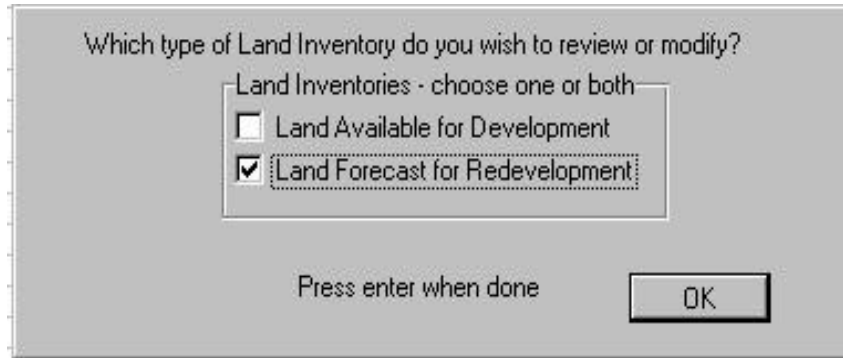 Which type of Land Inventory do you wish to review or modify?
Land Inventories - choose one or both
Land Available for Development
Land Forecast for Redevelopment
Press enter when done
OK